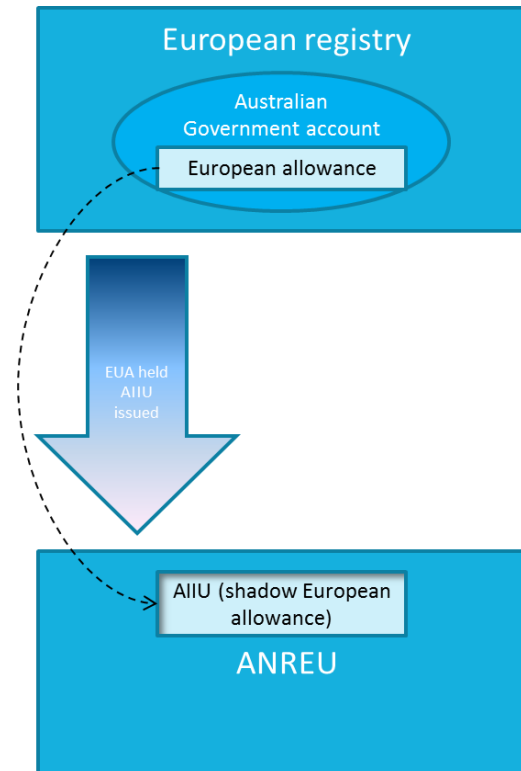 European registry
Australian
Government account
European allowance
EUA held
AIIU
issued
AIIU (shadow European
allowance)
ANREU